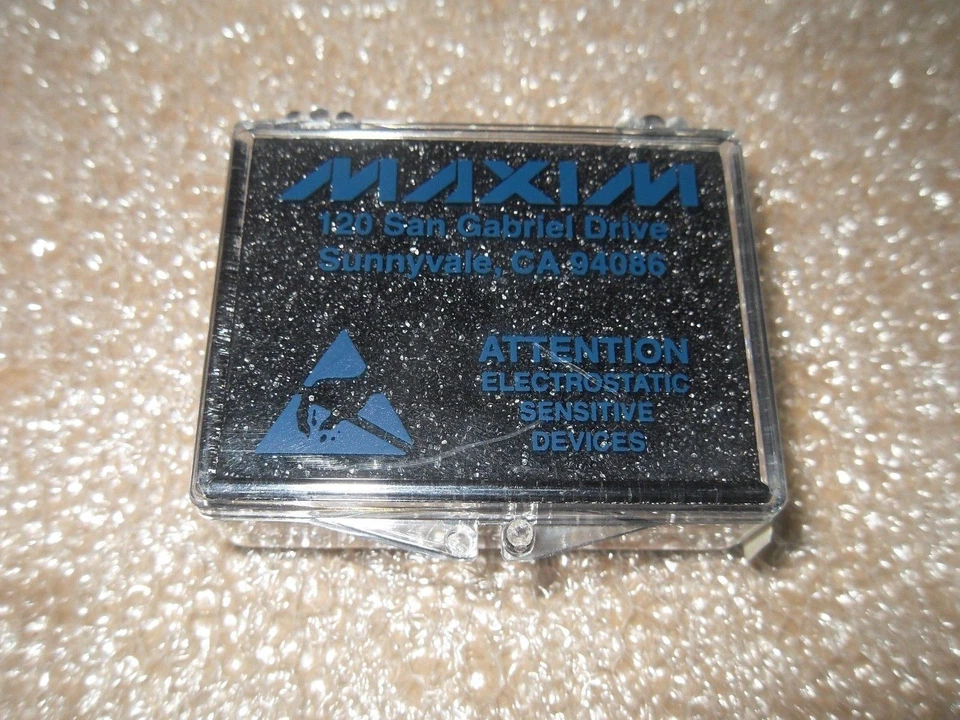 MAXIM
120 San Gabriel Drive
Sunnyvale, CA 94086
ATTENTION
ELECTROSTATIC
SENSITIVE
DEVICES